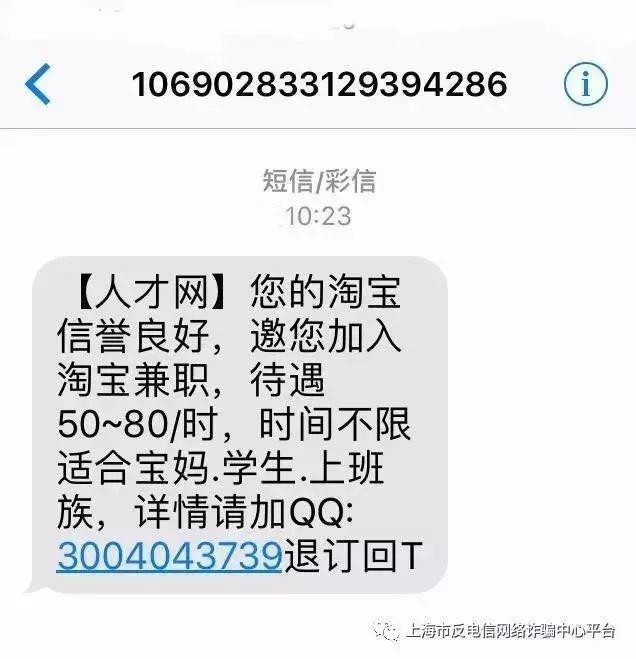 106902833129394286
短信/彩信
10:23
【人才网】您的淘宝
信誉良好，邀您加入
淘宝兼职，待遇
50~80/时，时间不限
适合宝妈.学生.上班
族，详情请加QQ:
3004043739退订回T
上海市反电信网络诈骗中心平台